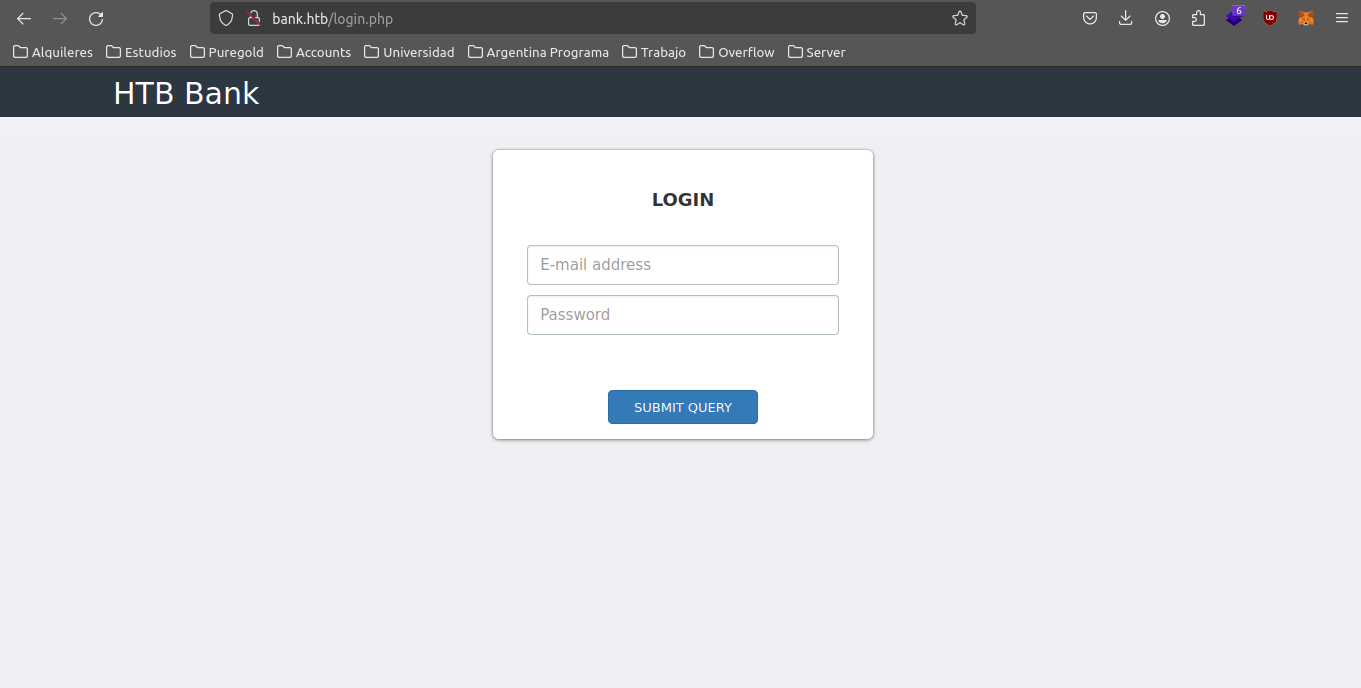 bank.htb/login.php
6
UD
Alquileres Estudios Puregold Accounts Universidad Argentina Programa Trabajo Overflow Server
HTB Bank
LOGIN
E-mail address
Password
SUBMIT QUERY